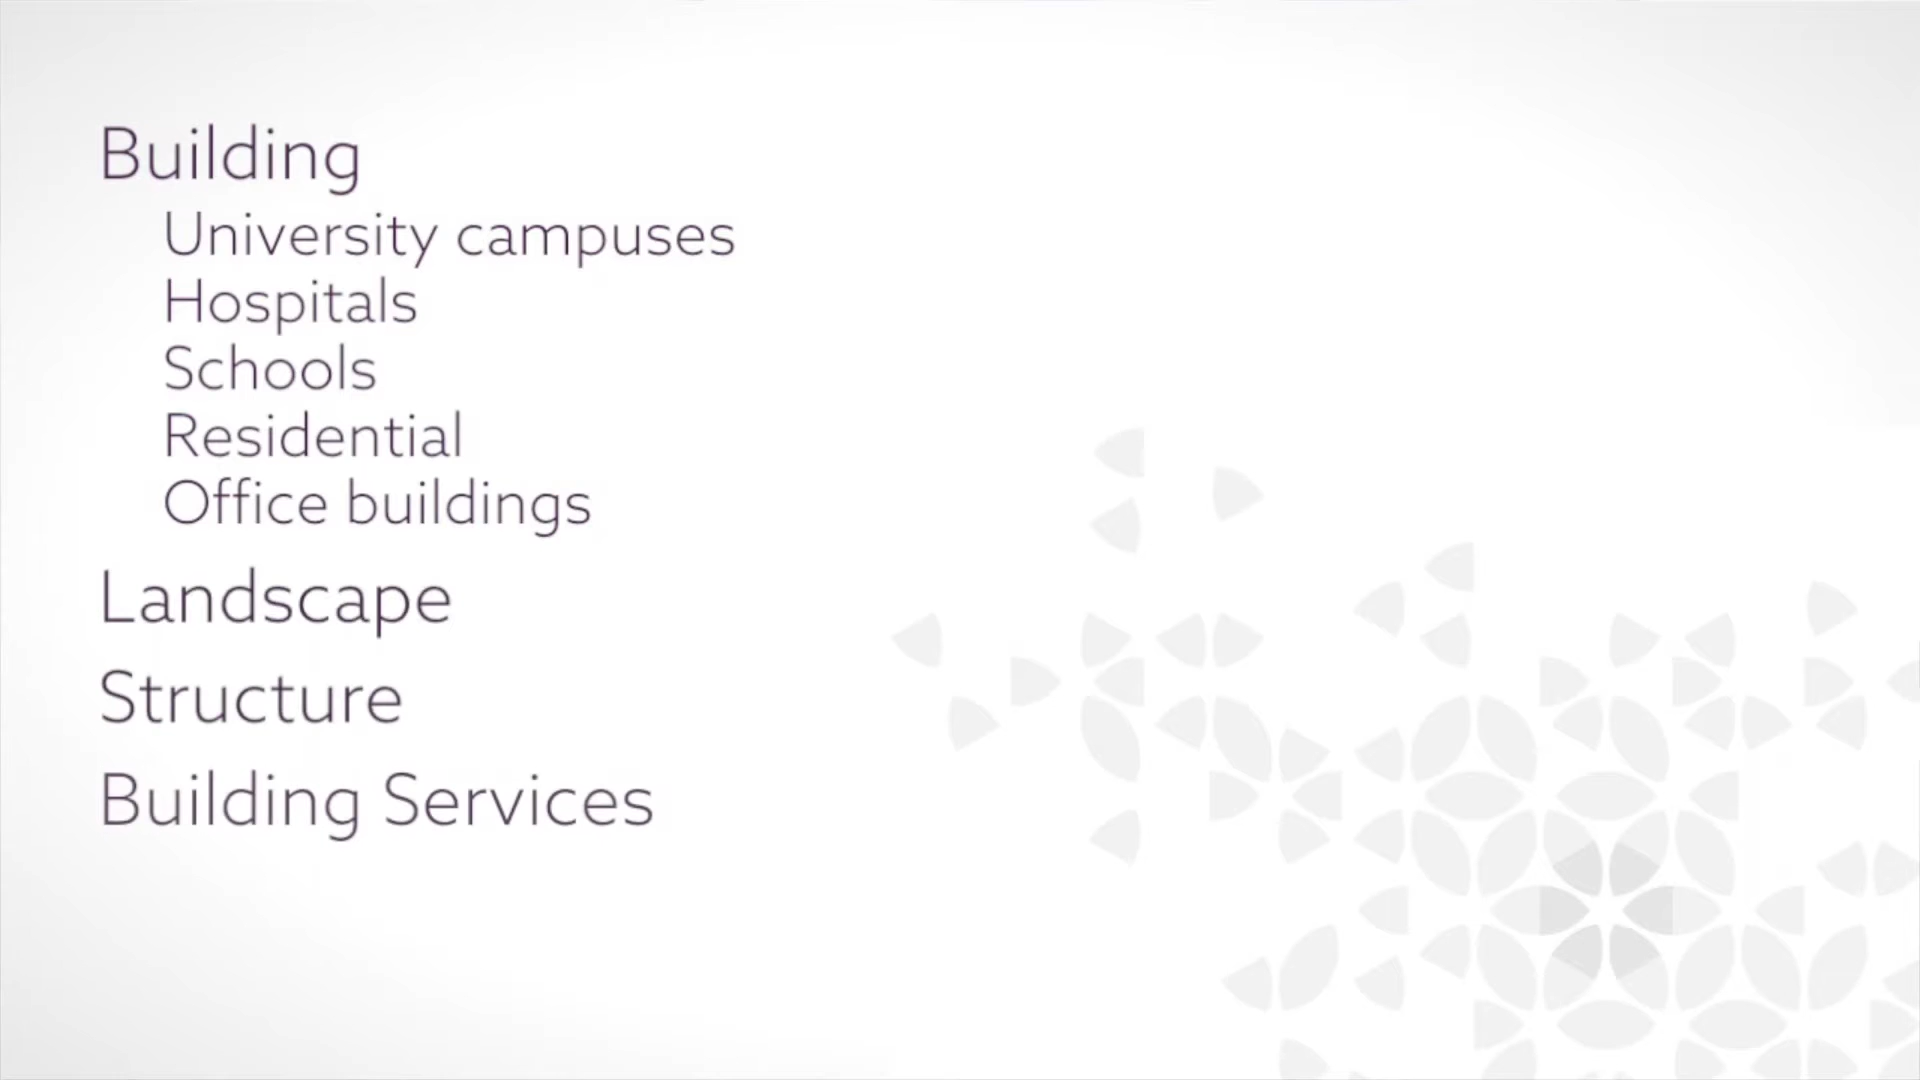 Building
University campuses
Hospitals
Schools
Residential
Office buildings
Landscape
Structure
Building Services